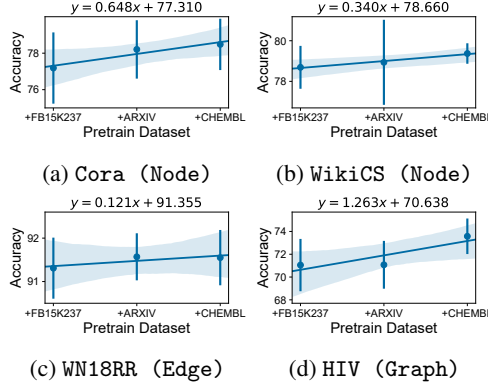 y = 0.648x + 77.310
Accuracy
78
76
+FB15K237 +ARXIV +CHEMBL
Pretrain Dataset
(a) Cora (Node)
y = 0.340x + 78.660
Accuracy
80
78
+FB15K237 +ARXIV +CHEMBL
Pretrain Dataset
(b) WikiCS (Node)
y = 0.121x + 91.355
Accuracy
92
91
+FB15K237 +ARXIV +CHEMBL
Pretrain Dataset
(c) WN18RR (Edge)
y = 1.263x + 70.638
Accuracy
74
72
70
68
+FB15K237 +ARXIV +CHEMBL
Pretrain Dataset
(d) HIV (Graph)